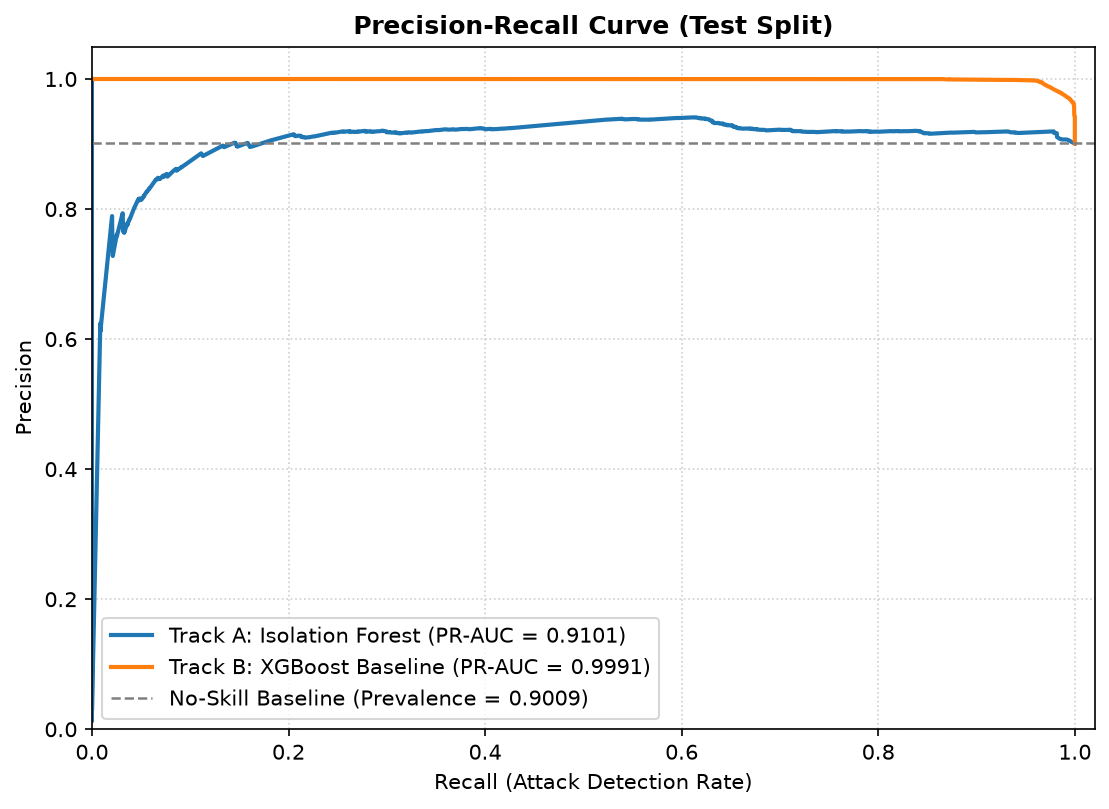 Precision-Recall Curve (Test Split)
1.0
0.8
0.6
0.4
0.2
0.0
Precision
Track A: Isolation Forest (PR-AUC = 0.9101)
Track B: XGBoost Baseline (PR-AUC = 0.9991)
No-Skill Baseline (Prevalence = 0.9009)
0.0 0.2 0.4 0.6 0.8 1.0
Recall (Attack Detection Rate)